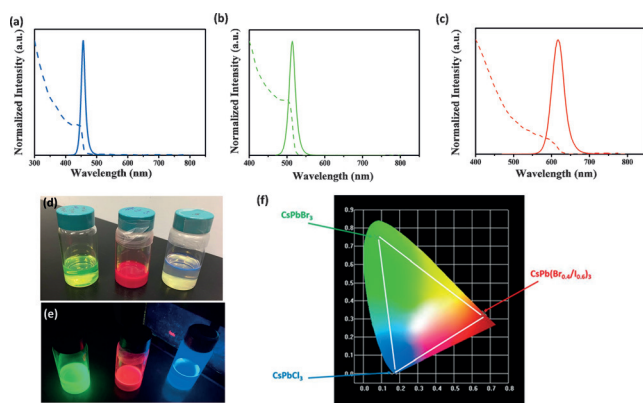 (a)
Normalized Intensity (a.u.)
300 400 500 600 700 800
Wavelength (nm)
(b)
Normalized Intensity (a.u.)
400 500 600 700 800
Wavelength (nm)
(c)
Normalized Intensity (a.u.)
400 500 600 700 800
Wavelength (nm)
(d)
(e)
(f)
CsPbBr₃
CsPb(Br₀.₄/I₀.₆)₃
CsPbCl₃
0.9
0.8
0.7
0.6
0.5
0.4
0.3
0.2
0.1
0.0
0.0 0.1 0.2 0.3 0.4 0.5 0.6 0.7 0.8